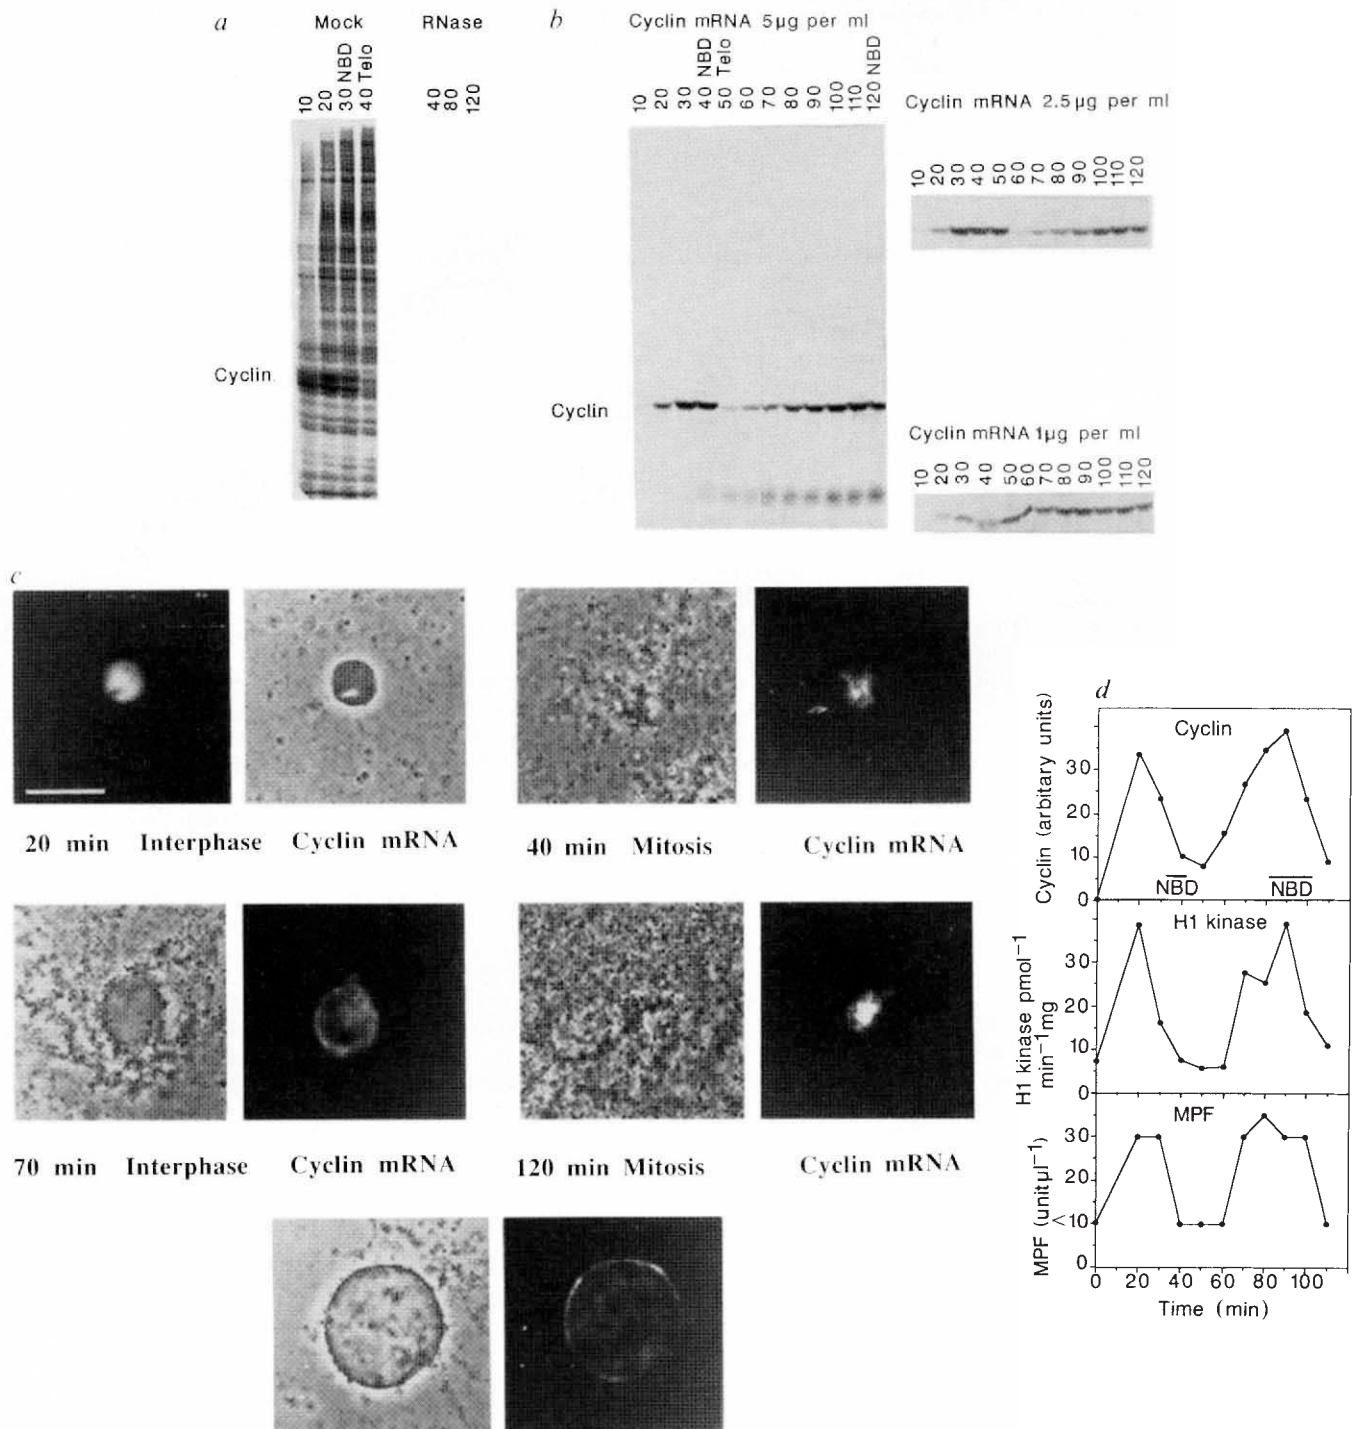 a
Mock
RNase
10
20
30 NBD
40 Telo
40
80
120
Cyclin
b
Cyclin mRNA 5µg per ml
10
20
30
40 NBD
50 Telo
60
70
80
90
100
110
120 NBD
Cyclin
Cyclin mRNA 2.5µg per ml
10
20
30
40
50
60
70
80
90
100
110
120
Cyclin mRNA 1µg per ml
10
20
30
40
50
60
70
80
90
100
110
120
c
20 min Interphase Cyclin mRNA
40 min Mitosis Cyclin mRNA
70 min Interphase Cyclin mRNA
120 min Mitosis Cyclin mRNA
d
Cyclin (arbitary units)
30
20
10
0
Cyclin
NBD
NBD
H1 kinase pmol⁻¹
min⁻¹mg
30
20
10
0
H1 kinase
MPF (unitµl⁻¹)
30
20
<10
0
MPF
0 20 40 60 80 100
Time (min)